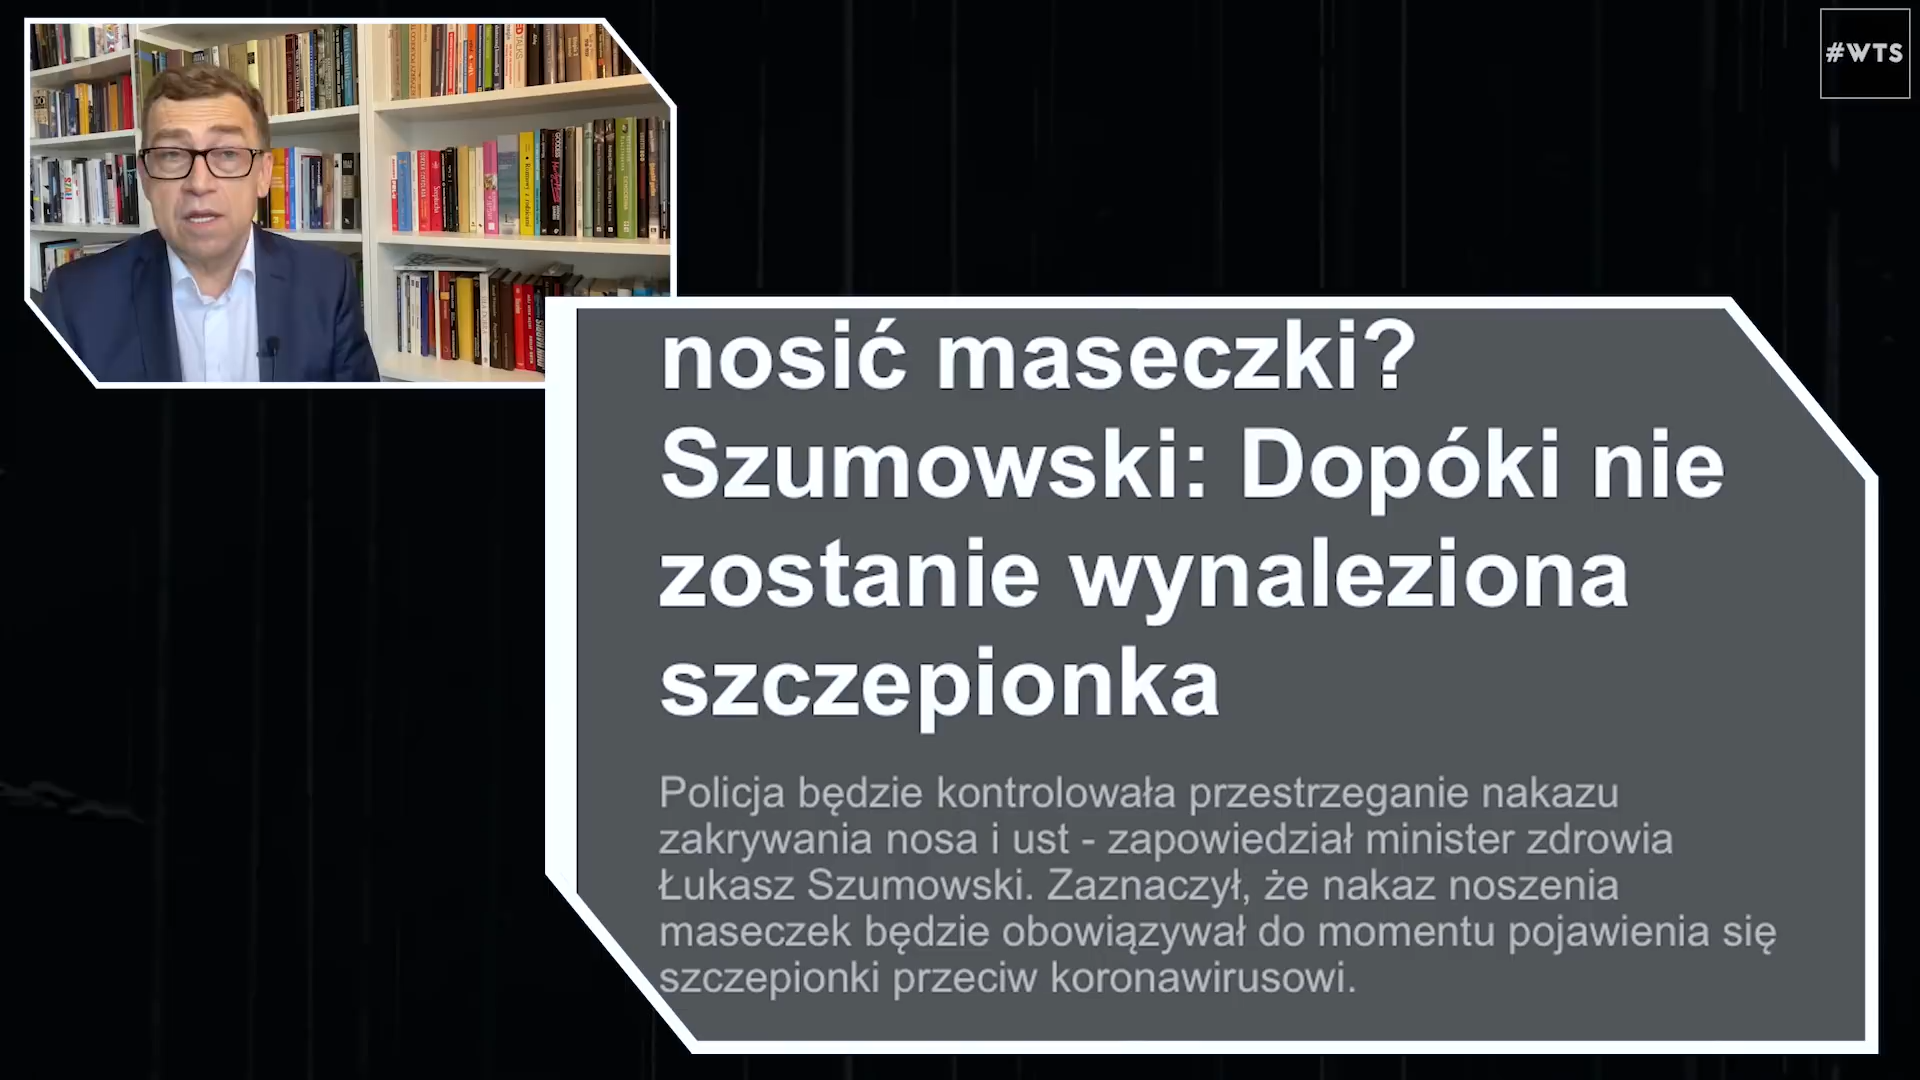 #WTS
nosić maseczki?
Szumowski: Dopóki nie
zostanie wynaleziona
szczepionka
Policja będzie kontrolowała przestrzeganie nakazu
zakrywania nosa i ust - zapowiedział minister zdrowia
Łukasz Szumowski. Zaznaczył, że nakaz noszenia
maseczek będzie obowiązywał do momentu pojawienia się
szczepionki przeciw koronawirusowi.